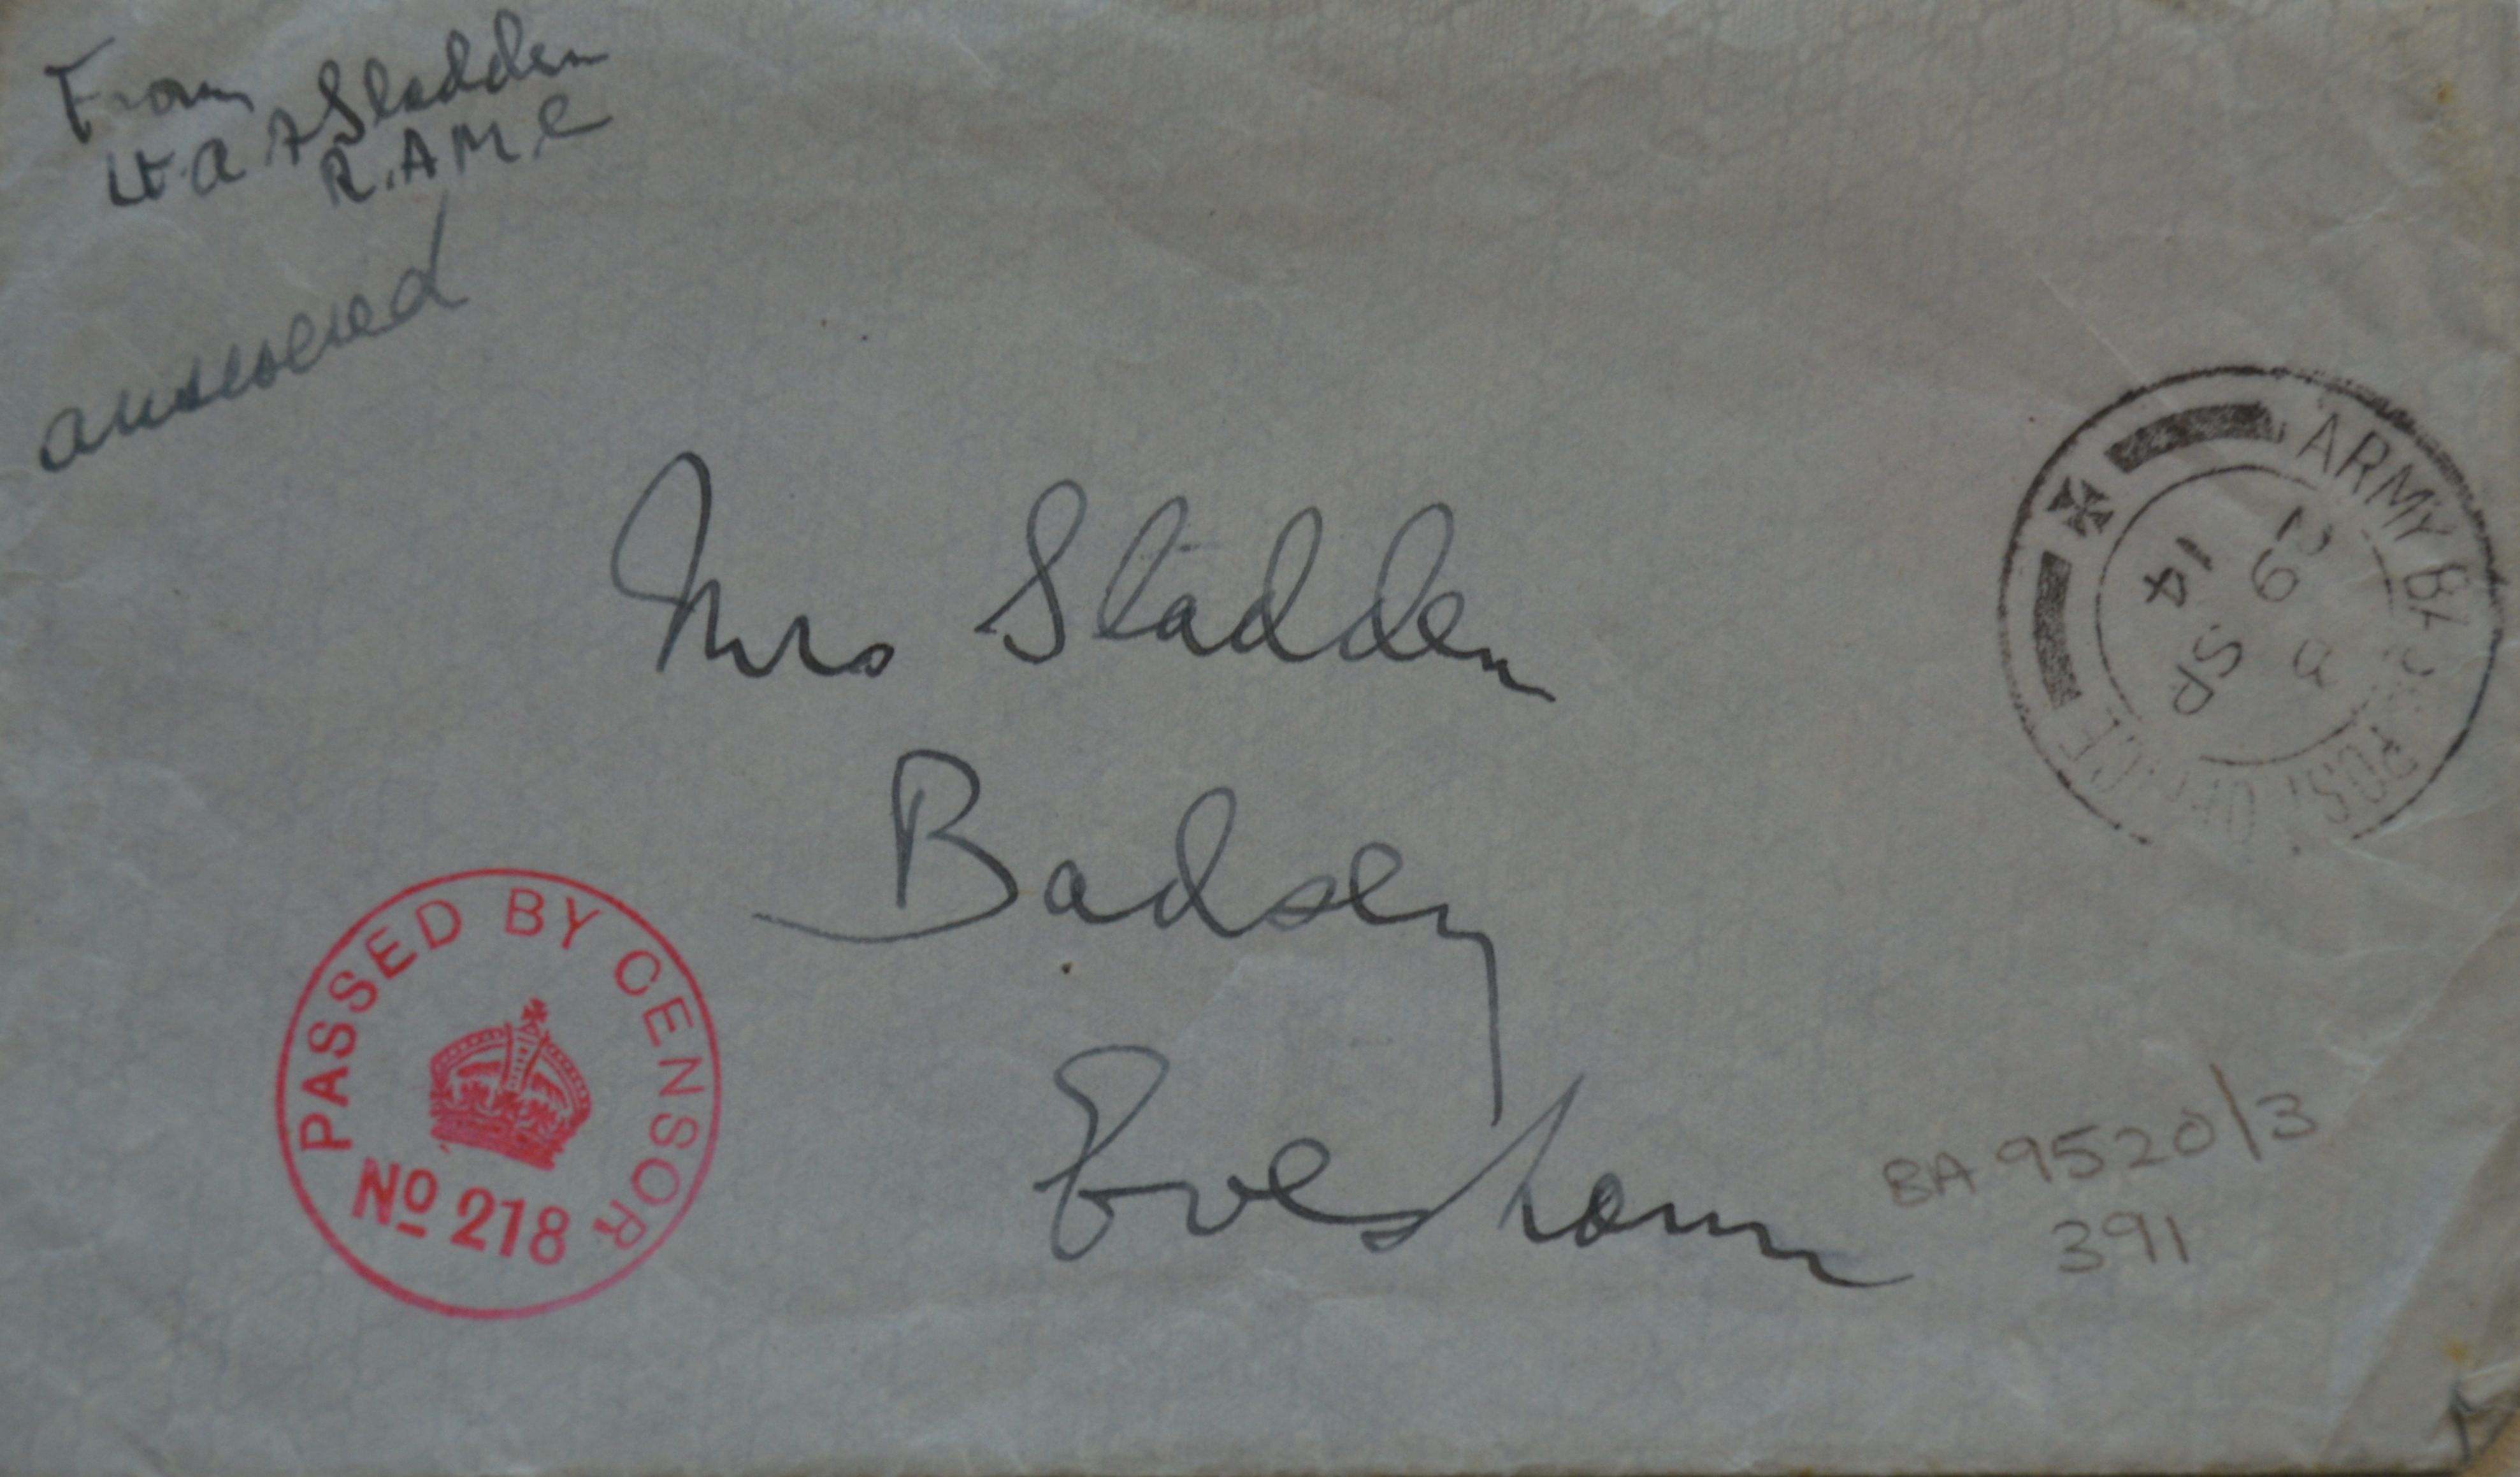 From
Lt. A F Sladden
R.A.M.C
answered
Mrs Sladden
Badsey
Evesham
ARMY BASE POST OFFICE
SP
14
PASSED BY CENSOR
No 218
BA 9520/3
391